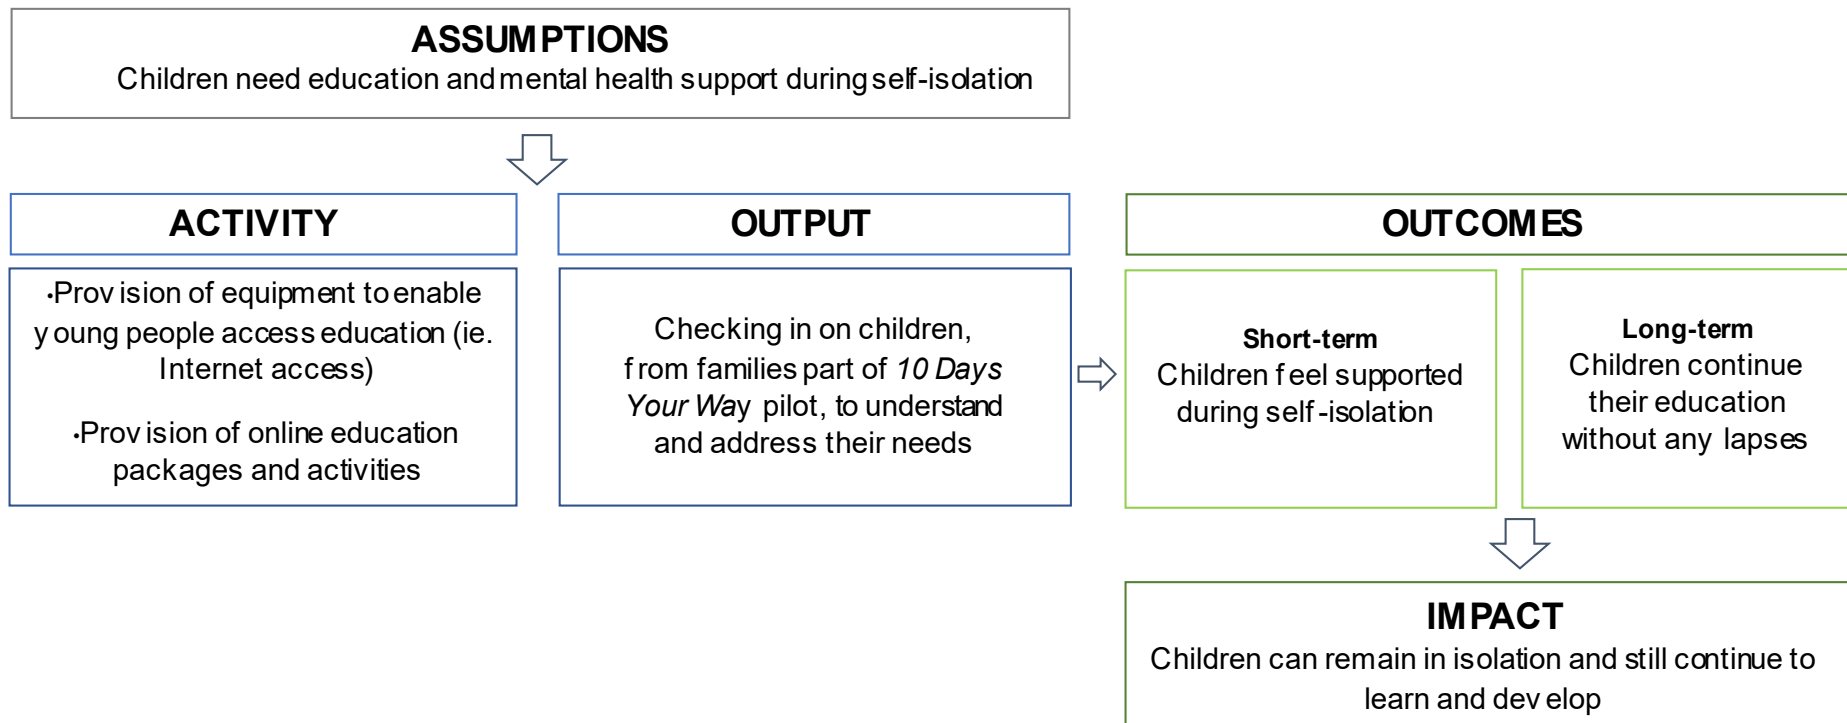 ASSUMPTIONS
Children need education and mental health support during self-isolation
ACTIVITY
•Provision of equipment to enable
young people access education (ie.
Internet access)
•Provision of online education
packages and activities
OUTPUT
Checking in on children,
from families part of 10 Days
Your Way pilot, to understand
and address their needs
OUTCOMES
Short-term
Children feel supported
during self-isolation
Long-term
Children continue
their education
without any lapses
IMPACT
Children can remain in isolation and still continue to
learn and develop